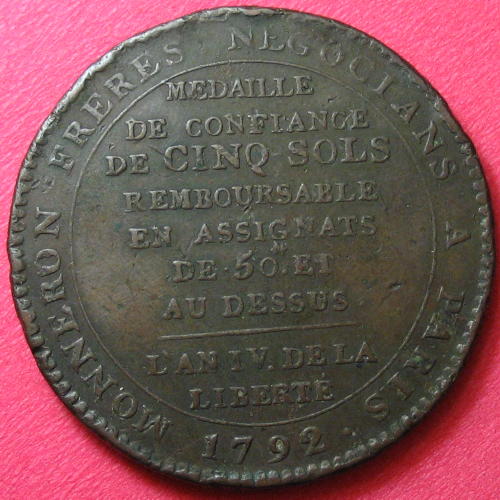 MONNERON FRERES NEGOCIANS A PARIS
MEDAILLE
DE CONFIANCE
DE CINQ-SOLS
REMBOURSABLE
EN ASSIGNATS
DE 50.ᴹ ET
AU DESSUS
L'AN IV. DE LA
LIBERTE
1792.